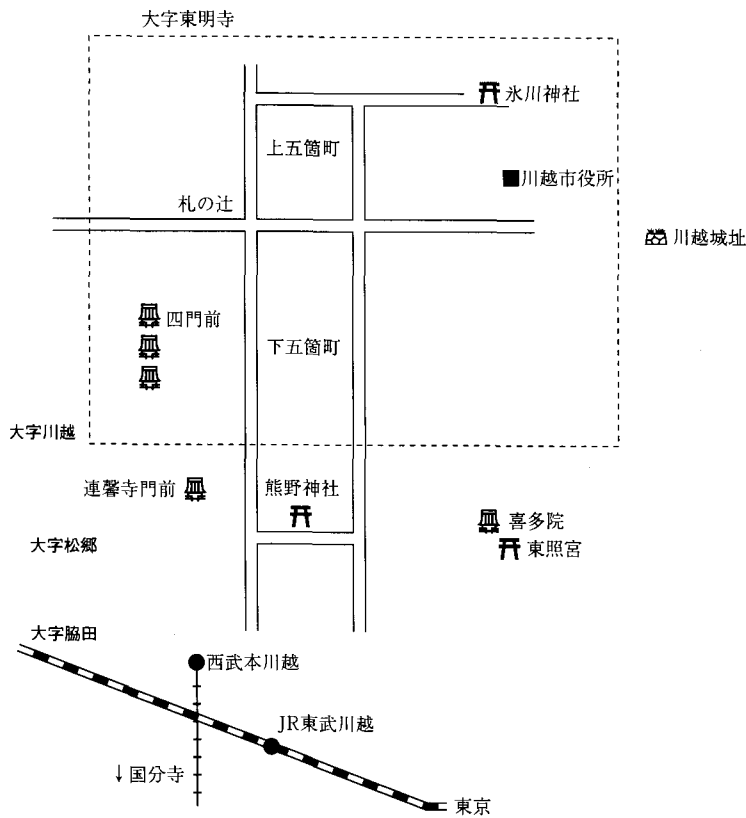 大字東明寺
氷川神社
上五箇町
川越市役所
札の辻
川越城址
四門前
下五箇町
大字川越
連馨寺門前
熊野神社
喜多院
東照宮
大字松郷
大字脇田
西武本川越
JR東武川越
↓国分寺
東京